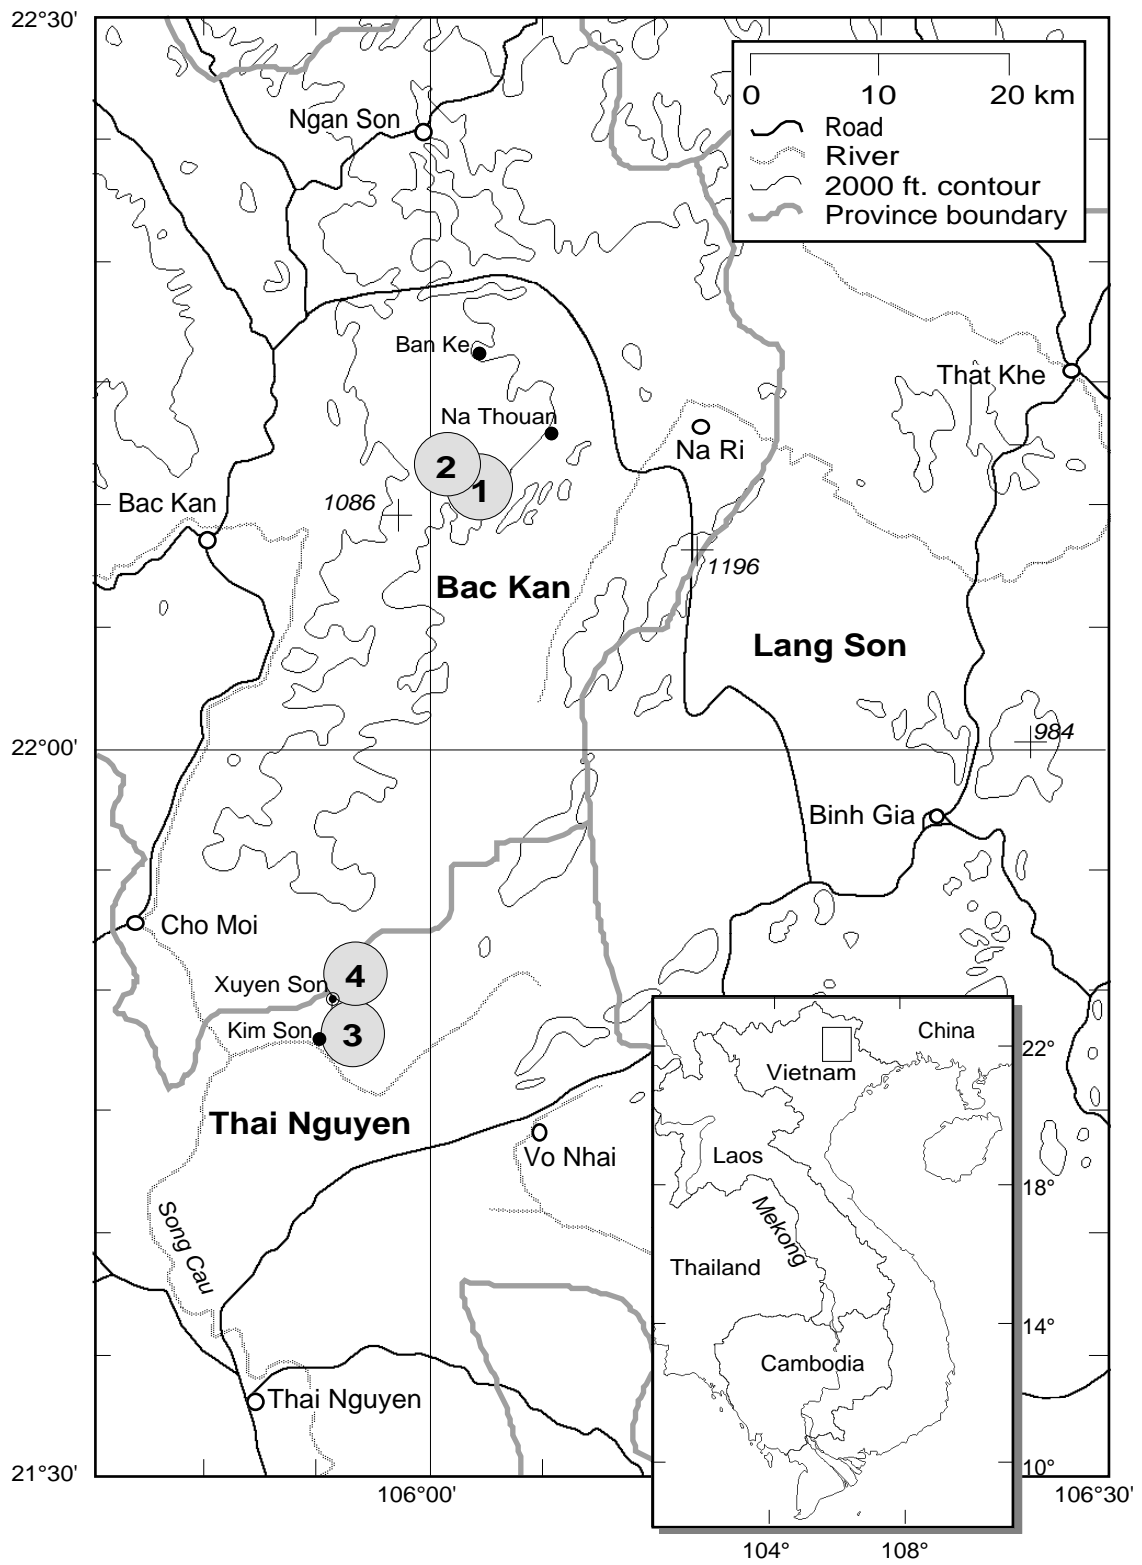 22°30'
0 10 20 km
Road
River
2000 ft. contour
Province boundary
Ngan Son
Ban Ke
That Khe
Na Thouan
Na Ri
2
1
1086
Bac Kan
1196
Bac Kan
Lang Son
984
22°00'
Binh Gia
Cho Moi
4
Xuyen Son
Kim Son
3
China
22°
Vietnam
Thai Nguyen
Vo Nhai
Laos
18°
Song Cau
Mekong
Thailand
14°
Cambodia
Thai Nguyen
10°
21°30'
106°00'
106°30'
104° 108°